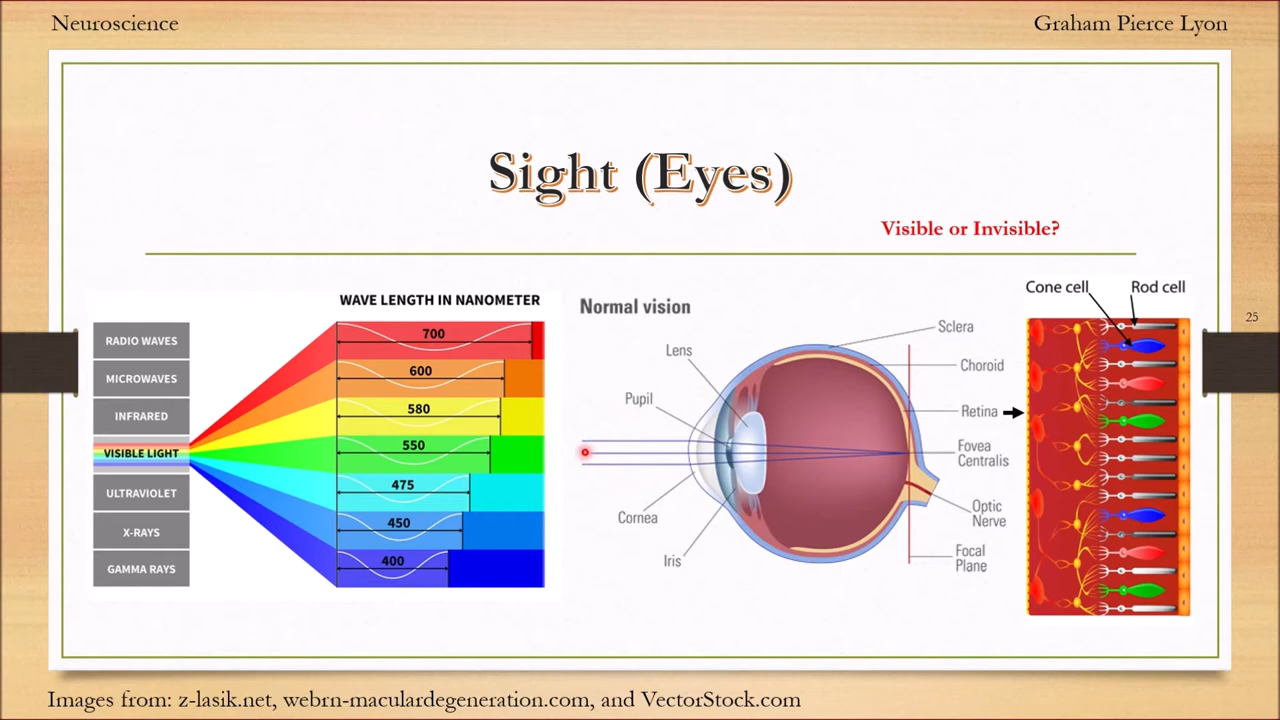 Neuroscience
Graham Pierce Lyon
Sight (Eyes)
Visible or Invisible?
25
WAVE LENGTH IN NANOMETER
RADIO WAVES
MICROWAVES
INFRARED
VISIBLE LIGHT
ULTRAVIOLET
X-RAYS
GAMMA RAYS
700
600
580
550
475
450
400
Normal vision
Lens
Pupil
Cornea
Iris
Sclera
Choroid
Retina
Fovea
Centralis
Optic
Nerve
Focal
Plane
Cone cell
Rod cell
Images from: z-lasik.net, webrn-maculardegeneration.com, and VectorStock.com